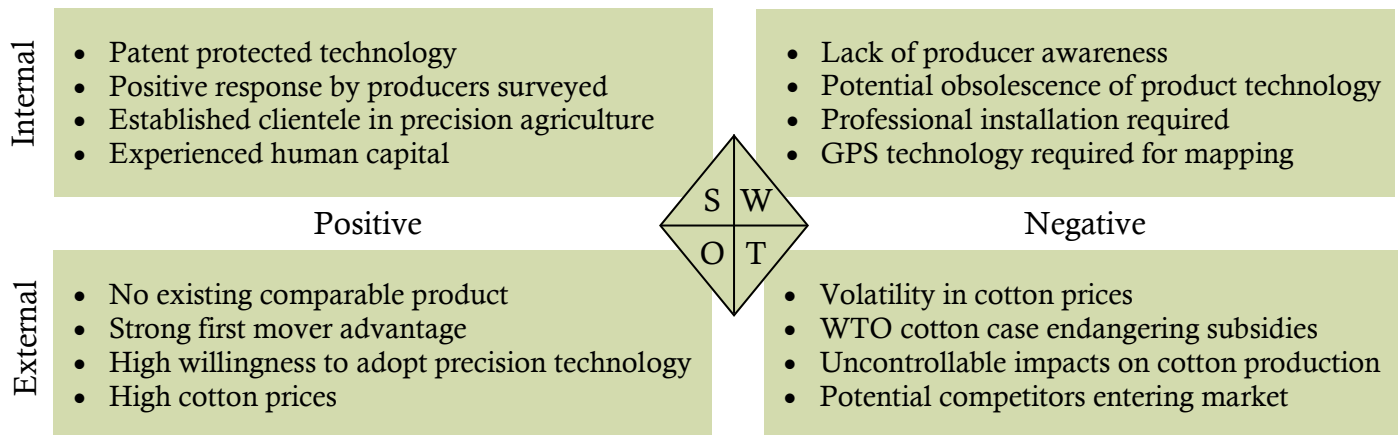 Internal
• Patent protected technology
• Positive response by producers surveyed
• Established clientele in precision agriculture
• Experienced human capital
• Lack of producer awareness
• Potential obsolescence of product technology
• Professional installation required
• GPS technology required for mapping
Positive
S W
O T
Negative
External
• No existing comparable product
• Strong first mover advantage
• High willingness to adopt precision technology
• High cotton prices
• Volatility in cotton prices
• WTO cotton case endangering subsidies
• Uncontrollable impacts on cotton production
• Potential competitors entering market